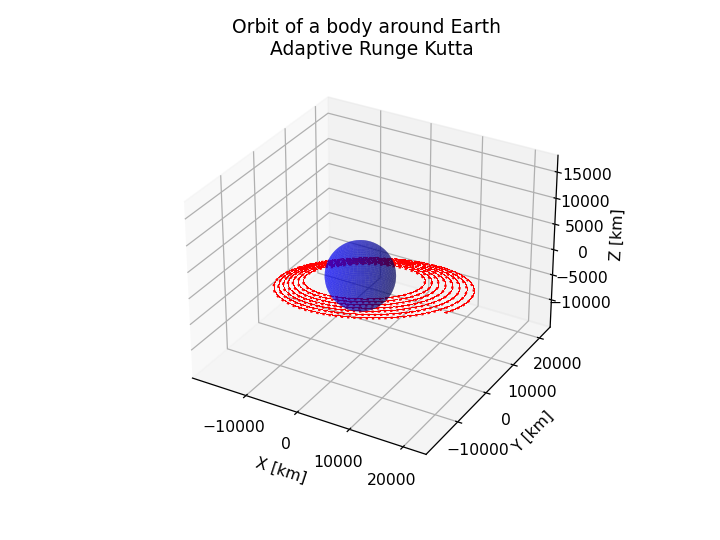 Orbit of a body around Earth
Adaptive Runge Kutta
15000
10000
5000
0
−5000
−10000
Z [km]
20000
10000
0
−10000
Y [km]
−10000
0
10000
20000
X [km]